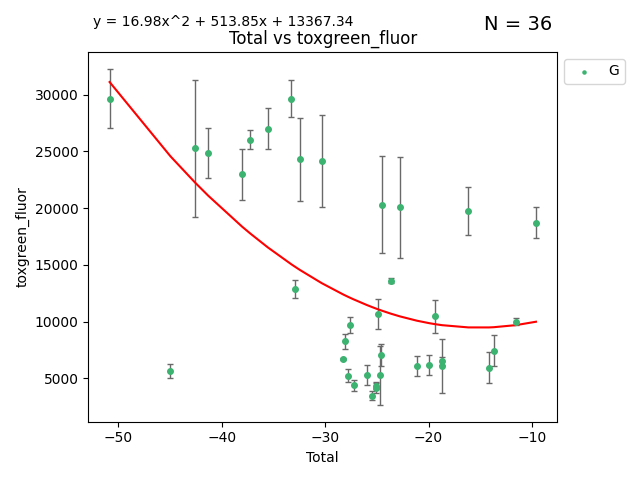 y = 16.98x^2 + 513.85x + 13367.34
N = 36
Total vs toxgreen_fluor
G
toxgreen_fluor
30000
25000
20000
15000
10000
5000
−50
−40
−30
−20
−10
Total